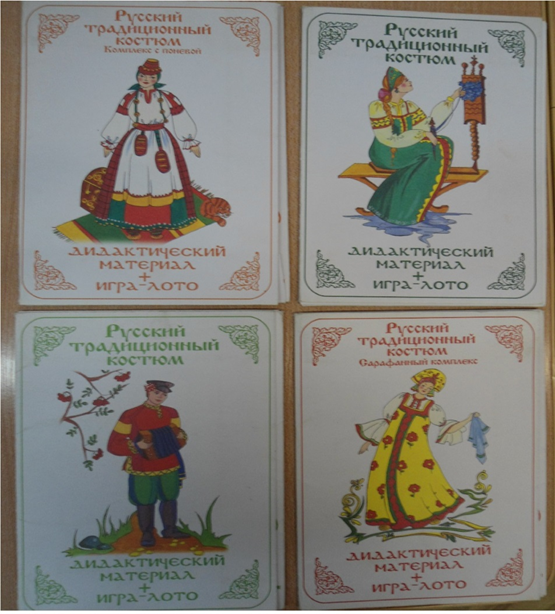 Русский
традиционный
костюм
Комплекс с понёвой
дидактический
материал
+
игра-лото
Русский
традиционный
костюм
дидактический
материал
+
игра-лото
Русский
традиционный
костюм
дидактический
материал
+
игра-лото
Русский
традиционный
костюм
Сарафанный комплекс
дидактический
материал
+
игра-лото